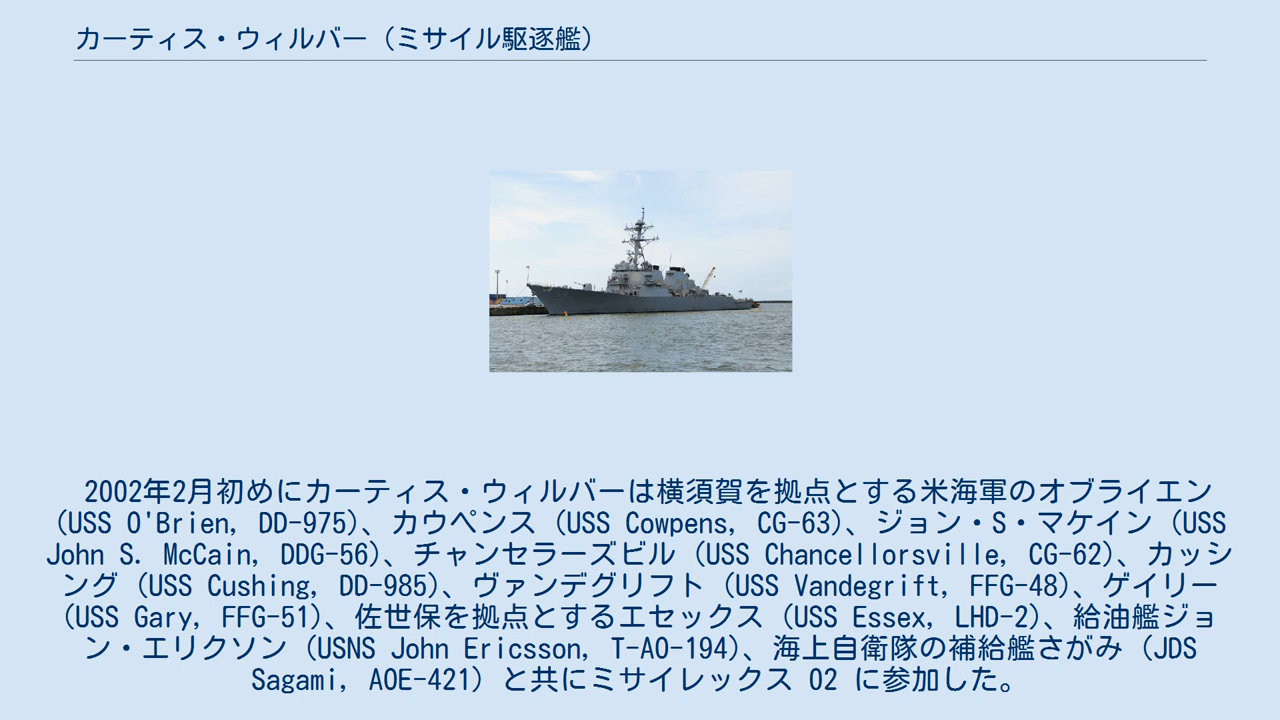 カーティス・ウィルバー（ミサイル駆逐艦）
2002年2月初めにカーティス・ウィルバーは横須賀を拠点とする米海軍のオブライエン
（USS O'Brien, DD-975）、カウペンス（USS Cowpens, CG-63）、ジョン・S・マケイン（USS
John S. McCain, DDG-56）、チャンセラーズビル（USS Chancellorsville, CG-62）、カッシ
ング（USS Cushing, DD-985）、ヴァンデグリフト（USS Vandegrift, FFG-48）、ゲイリー
（USS Gary, FFG-51）、佐世保を拠点とするエセックス（USS Essex, LHD-2）、給油艦ジョ
ン・エリクソン（USNS John Ericsson, T-AO-194）、海上自衛隊の補給艦さがみ（JDS
Sagami, AOE-421）と共にミサイレックス 02 に参加した。